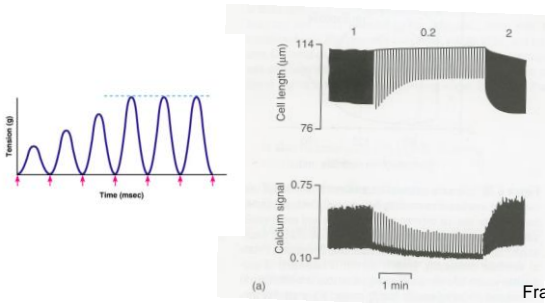 Tension (g)
Time (msec)
1 0.2 2
114
Cell length (μm)
76
0.75
Calcium signal
0.10
(a)
1 min
Fra